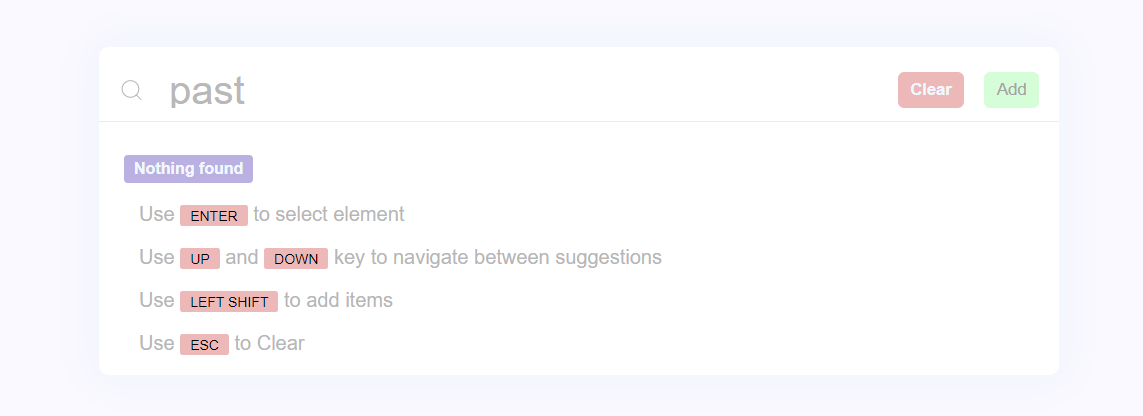 past Clear Add
Nothing found
Use ENTER to select element
Use UP and DOWN key to navigate between suggestions
Use LEFT SHIFT to add items
Use ESC to Clear